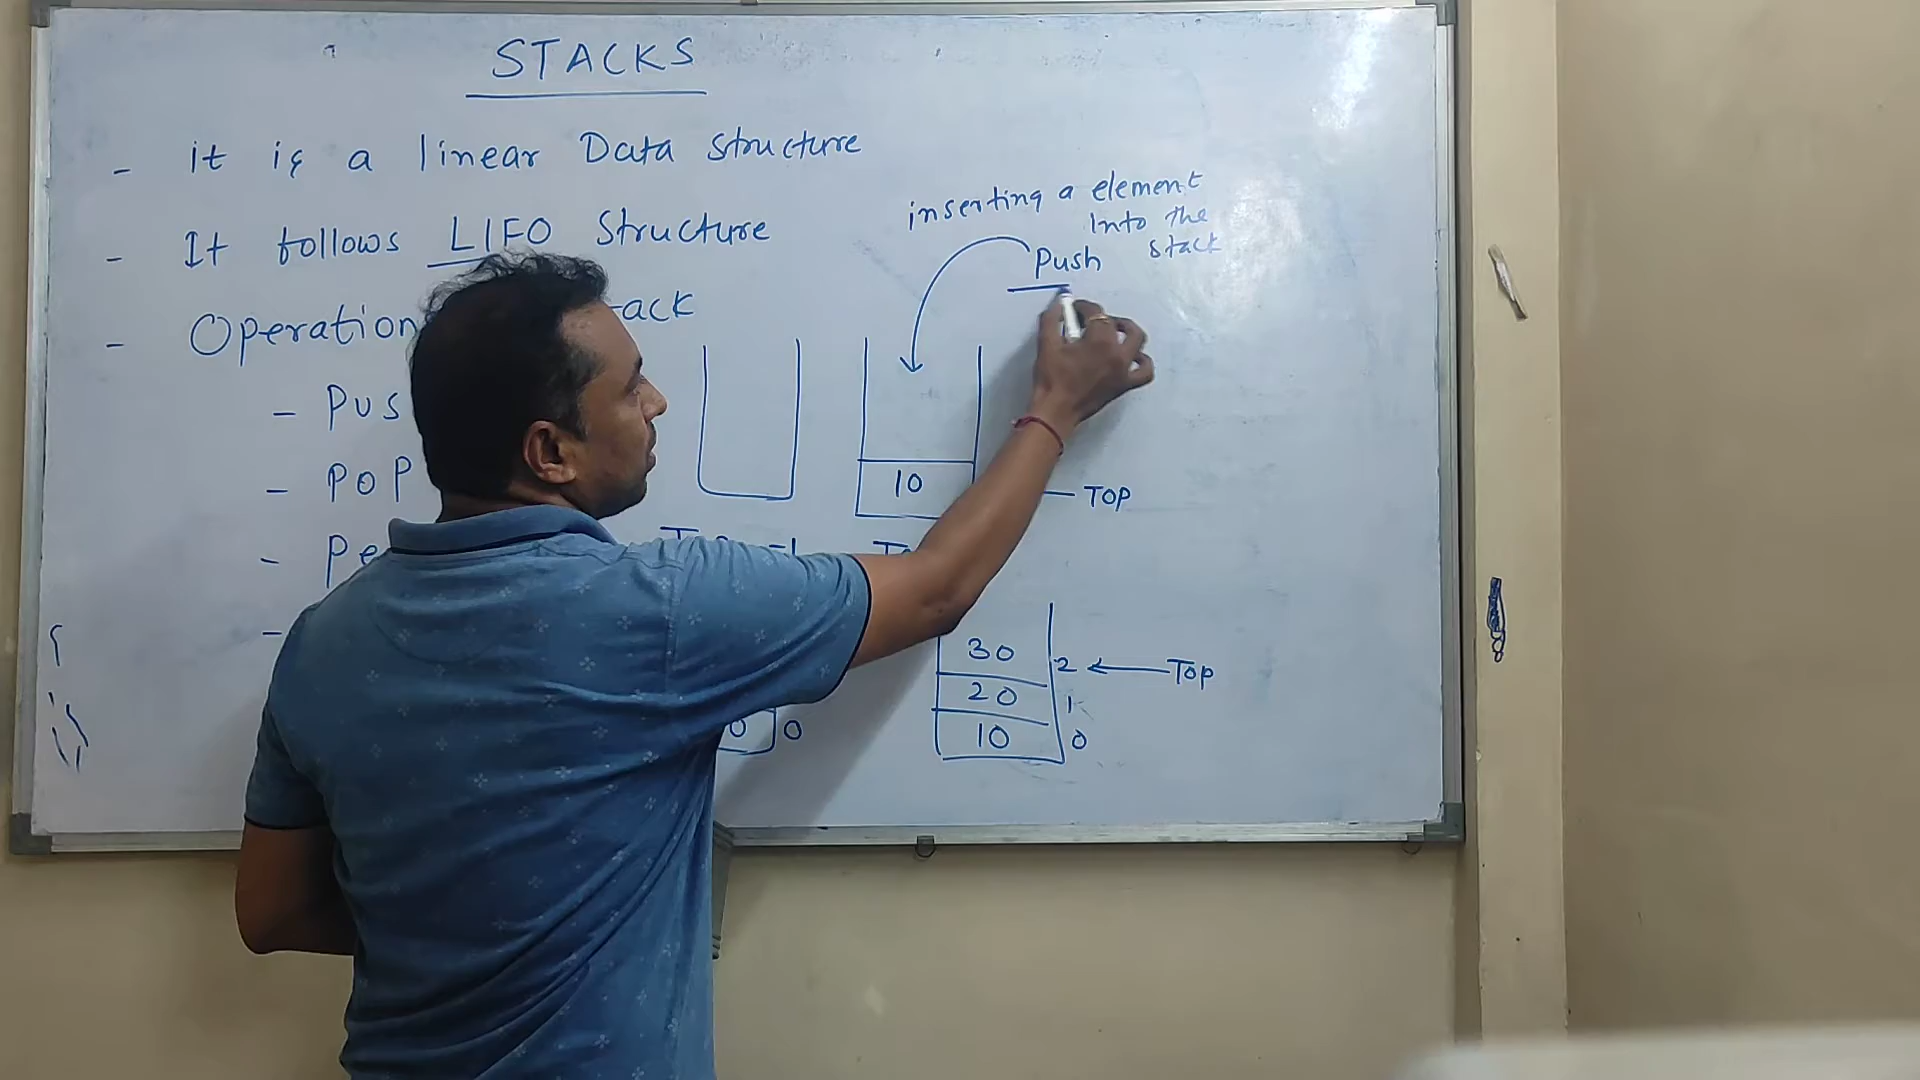 STACKS
- it is a linear Data structure
- It follows LIFO structure
- Operation
- Pus
- POP
- Pe
-
inserting a element
Into the
stack
Push
10
TOP
30 2 Top
20 1
10 0
0